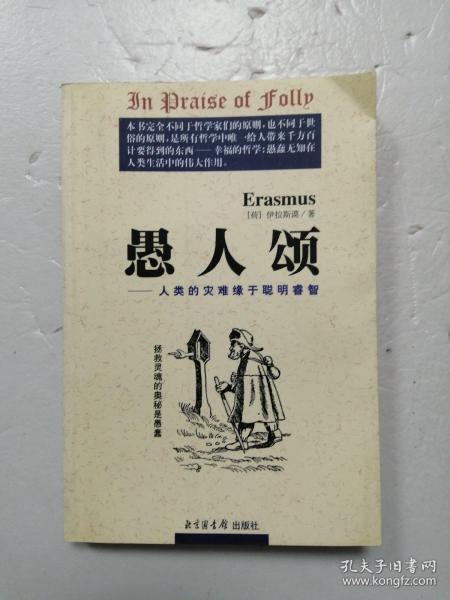 In Praise of Folly
本书完全不同于哲学家们的原则，也不同于世
俗的原则，是所有哲学中唯一给人带来千方百
计要得到的东西——幸福的哲学：愚蠢无知在
人类生活中的伟大作用。
Erasmus
［荷］伊拉斯谟／著
愚人颂
——人类的灾难缘于聪明睿智
拯救灵魂的奥秘是愚蠢
北京图书馆出版社
孔夫子旧书网
www.kongfz.com